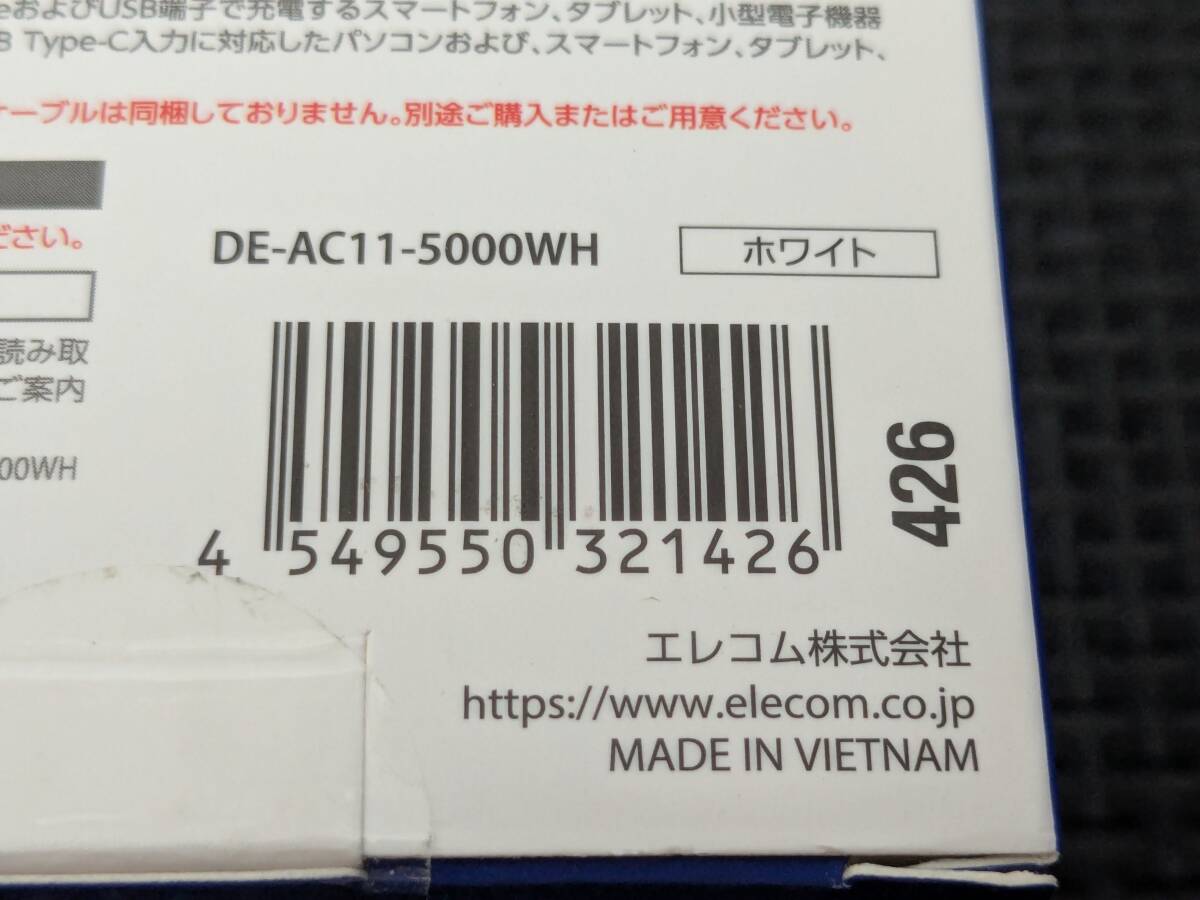 eおよびUSB端子で充電するスマートフォン、タブレット、小型電子機器
B Type-C入力に対応したパソコンおよび、スマートフォン、タブレット、
ケーブルは同梱しておりません。別途ご購入またはご用意ください。
ださい。
DE-AC11-5000WH
ホワイト
読み取
ご案内
00WH
4 549550 321426
426
エレコム株式会社
https://www.elecom.co.jp
MADE IN VIETNAM